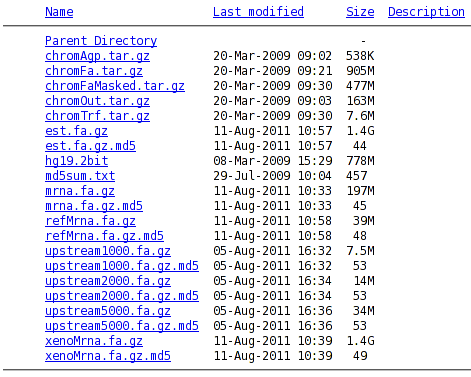 Name Last modified Size Description
Parent Directory -
chromAgp.tar.gz 20-Mar-2009 09:02 538K
chromFa.tar.gz 20-Mar-2009 09:21 905M
chromFaMasked.tar.gz 20-Mar-2009 09:30 477M
chromOut.tar.gz 20-Mar-2009 09:03 163M
chromTrf.tar.gz 20-Mar-2009 09:30 7.6M
est.fa.gz 11-Aug-2011 10:57 1.4G
est.fa.gz.md5 11-Aug-2011 10:57 44
hg19.2bit 08-Mar-2009 15:29 778M
md5sum.txt 29-Jul-2009 10:04 457
mrna.fa.gz 11-Aug-2011 10:33 197M
mrna.fa.gz.md5 11-Aug-2011 10:33 45
refMrna.fa.gz 11-Aug-2011 10:58 39M
refMrna.fa.gz.md5 11-Aug-2011 10:58 48
upstream1000.fa.gz 05-Aug-2011 16:32 7.5M
upstream1000.fa.gz.md5 05-Aug-2011 16:32 53
upstream2000.fa.gz 05-Aug-2011 16:34 14M
upstream2000.fa.gz.md5 05-Aug-2011 16:34 53
upstream5000.fa.gz 05-Aug-2011 16:36 34M
upstream5000.fa.gz.md5 05-Aug-2011 16:36 53
xenoMrna.fa.gz 11-Aug-2011 10:39 1.4G
xenoMrna.fa.gz.md5 11-Aug-2011 10:39 49